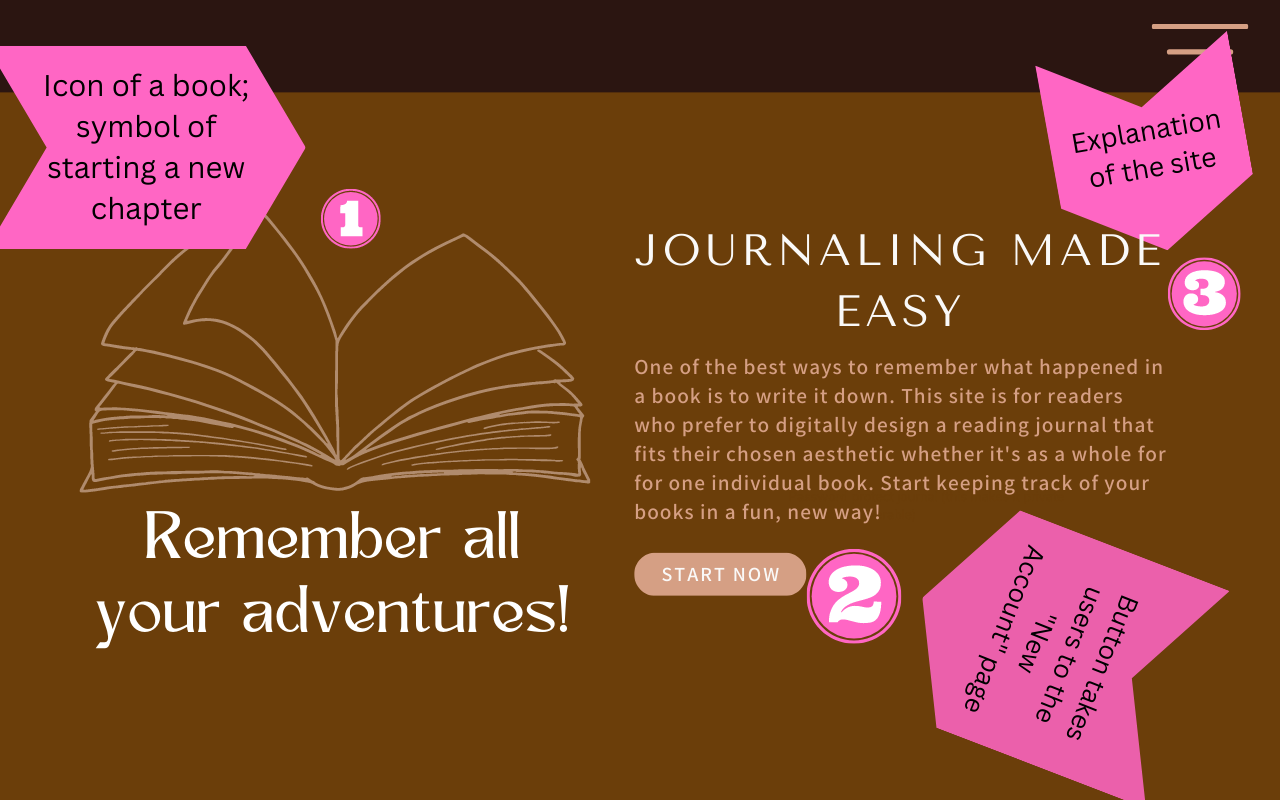 Icon of a book;
symbol of
starting a new
chapter
1
Remember all
your adventures!
Explanation
of the site
JOURNALING MADE
EASY
3
One of the best ways to remember what happened in
a book is to write it down. This site is for readers
who prefer to digitally design a reading journal that
fits their chosen aesthetic whether it's as a whole for
for one individual book. Start keeping track of your
books in a fun, new way!
START NOW
2
Button takes
users to the
"New
Account" page